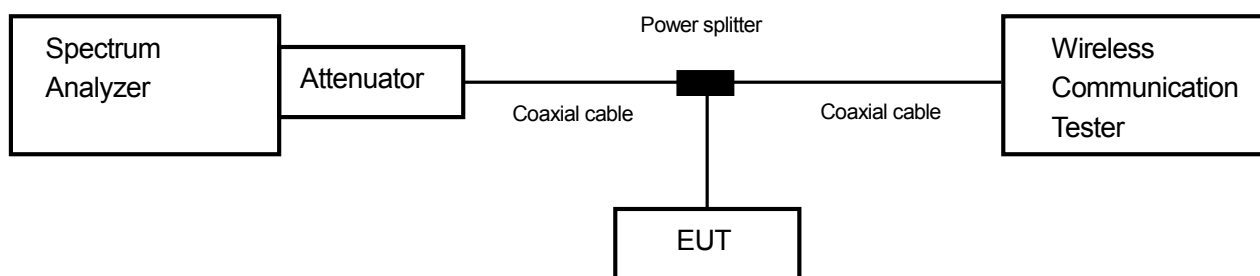 Spectrum
Analyzer
Attenuator
Power splitter
Coaxial cable
Coaxial cable
Wireless
Communication
Tester
EUT